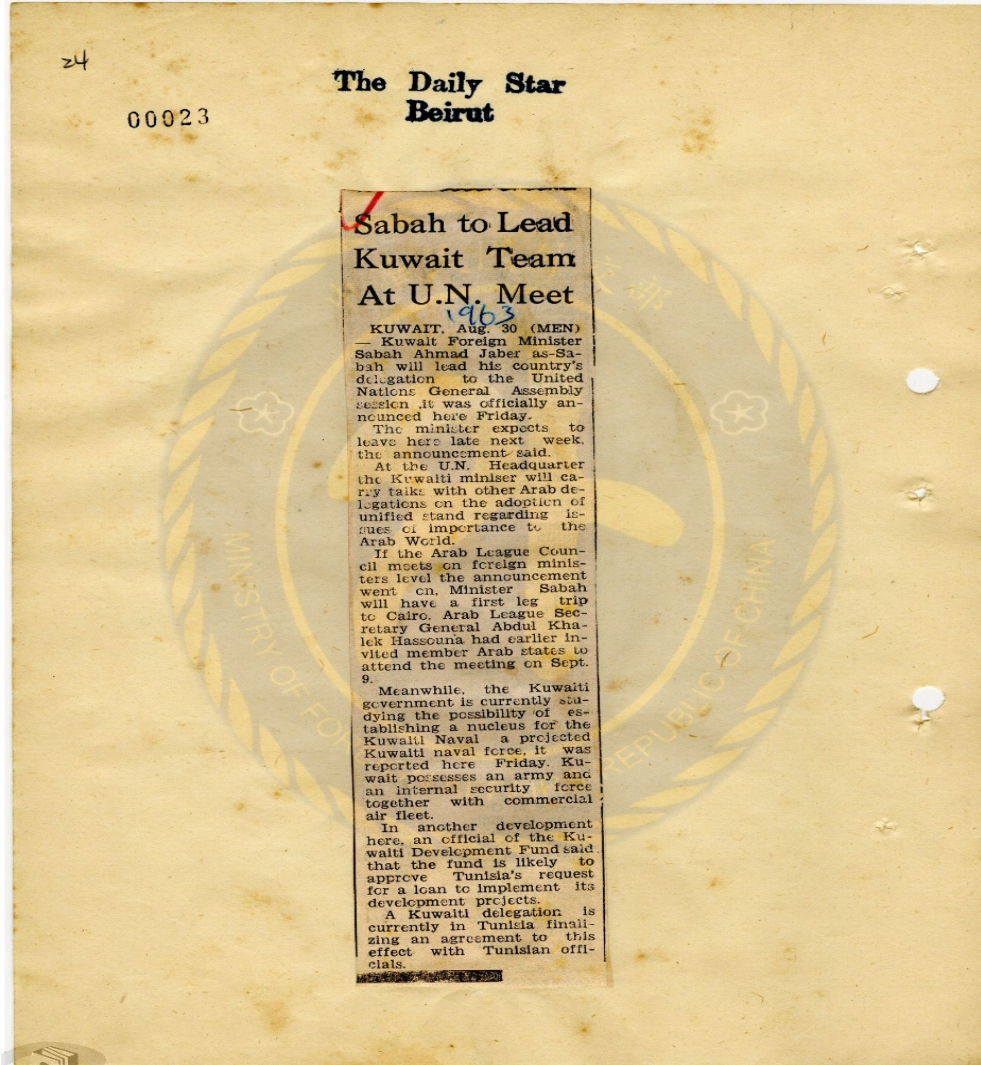 24
00023
The Daily Star
Beirut
Sabah to Lead
Kuwait Team
At U.N. Meet
1963
KUWAIT, Aug. 30 (MEN)
— Kuwait Foreign Minister
Sabah Ahmad Jaber as-Sa-
bah will lead his country's
delegation to the United
Nations General Assembly
session ,it was officially an-
nounced here Friday.
The minister expects to
leave here late next week,
the announcement said.
At the U.N. Headquarter
the Kuwaiti miniser will ca-
rry talks with other Arab de-
legations on the adoption of
unified stand regarding is-
sues of importance to the
Arab World.
If the Arab League Coun-
cil meets on foreign minis-
ters level the announcement
went on, Minister Sabah
will have a first leg trip
to Cairo. Arab League Sec-
retary General Abdul Kha-
lek Hassouna had earlier in-
vited member Arab states to
attend the meeting on Sept.
9.
Meanwhile, the Kuwaiti
government is currently stu-
dying the possibility of es-
tablishing a nucleus for the
Kuwaiti Naval a projected
Kuwaiti naval force, it was
reported here Friday. Ku-
wait possesses an army and
an internal security force
together with commercial
air fleet.
In another development
here, an official of the Ku-
waiti Development Fund said
that the fund is likely to
approve Tunisia's request
for a loan to implement its
development projects.
A Kuwaiti delegation is
currently in Tunisia finali-
zing an agreement to this
effect with Tunisian offi-
cials.
MINISTRY OF
REPUBLIC OF CHINA